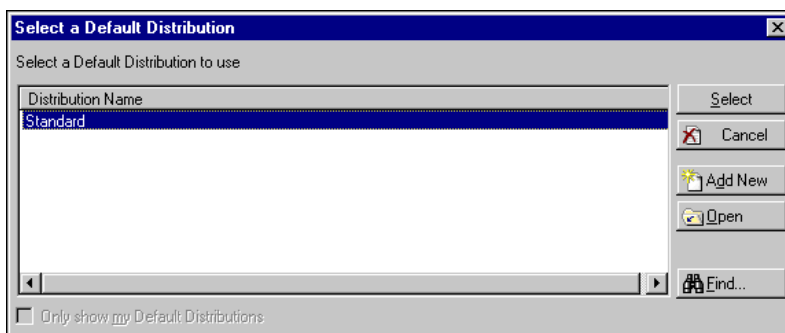 Select a Default Distribution
Select a Default Distribution to use
Distribution Name
Standard
Select
Cancel
Add New
Open
Find...
Only show my Default Distributions